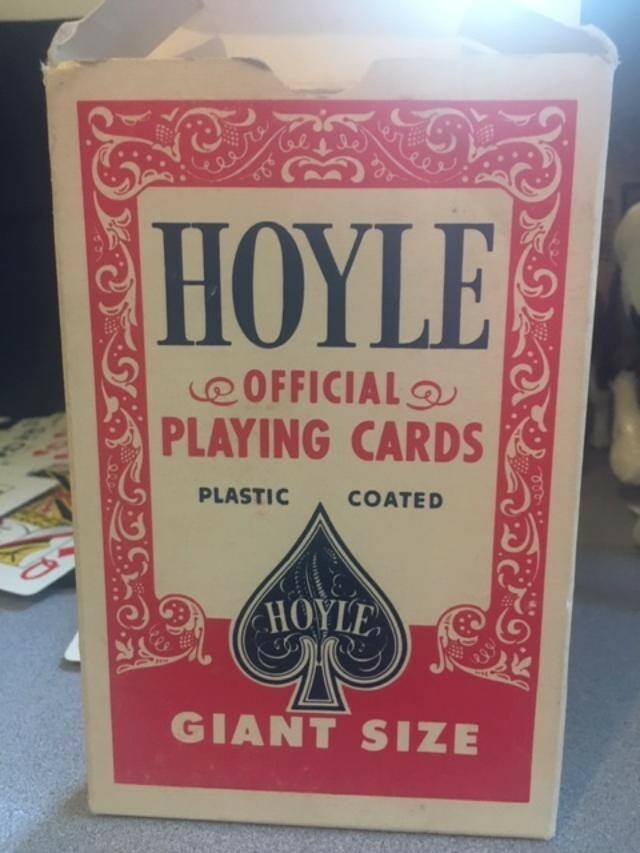 HOYLE
OFFICIAL
PLAYING CARDS
PLASTIC COATED
HOYLE
GIANT SIZE